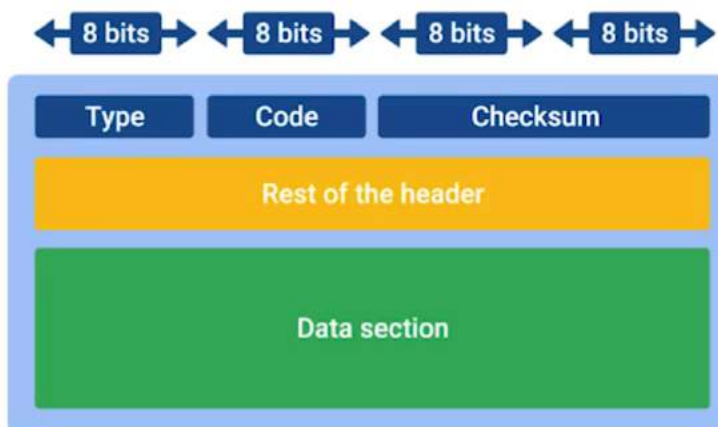 8 bits 8 bits 8 bits 8 bits
Type Code Checksum
Rest of the header
Data section